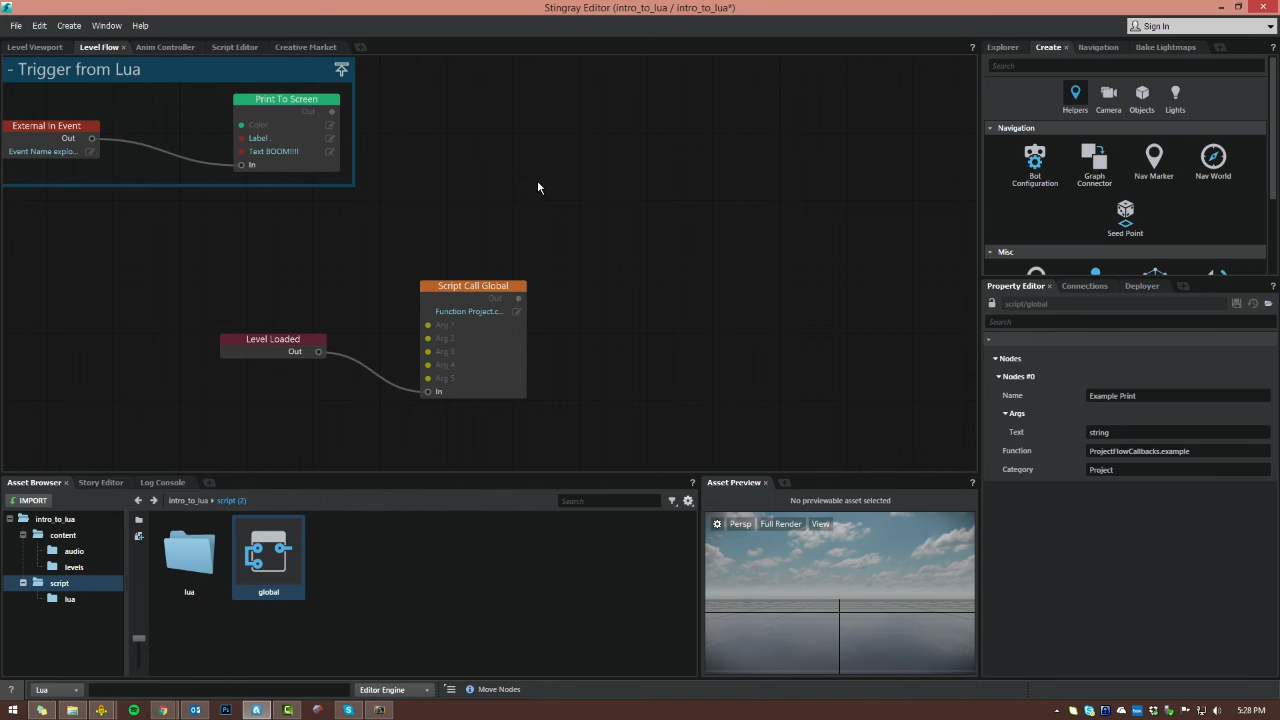 Stingray Editor (intro_to_lua / intro_to_lua*)
File Edit Create Window Help
Sign In
Level Viewport Level Flow Anim Controller Script Editor Creative Market
Explorer Create Navigation Bake Lightmaps
- Trigger from Lua
Search
Print To Screen
Out
Color
Label
Text BOOM!!!!
In
External In Event
Out
Event Name explo...
Helpers Camera Objects Lights
Navigation
Bot Configuration
Graph Connector
Nav Marker
Nav World
Seed Point
Misc
Script Call Global
Out
Function Project.c...
Arg 1
Arg 2
Arg 3
Arg 4
Arg 5
In
Level Loaded
Out
Property Editor Connections Deployer
script/global
Search
Nodes
Nodes #0
Name Example Print
Args
Text string
Function ProjectFlowCallbacks.example
Category Project
Asset Browser Story Editor Log Console
IMPORT
intro_to_lua script (2)
Search
intro_to_lua
content
audio
levels
script
lua
lua
global
Asset Preview
No previewable asset selected
Persp Full Render View
Lua
Editor Engine
Move Nodes
5:28 PM